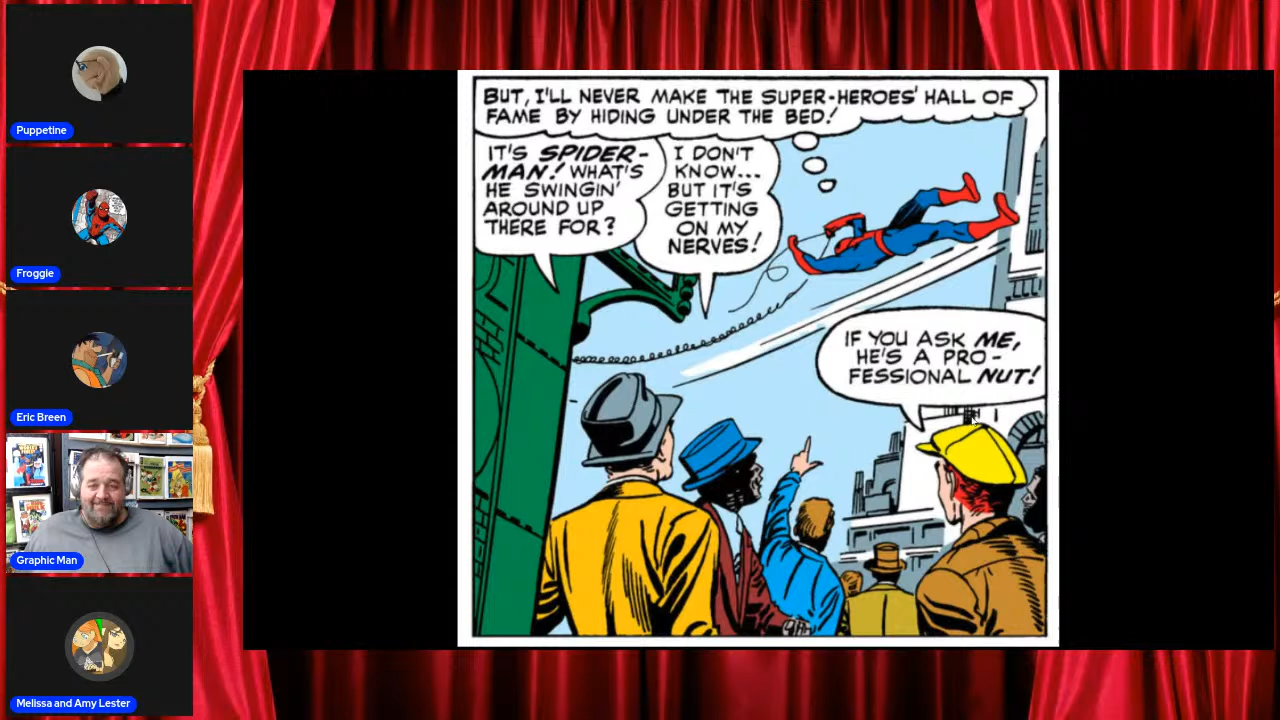 Puppetine
Froggie
Eric Breen
Graphic Man
Melissa and Amy Lester
BUT, I'LL NEVER MAKE THE SUPER-HEROES' HALL OF
FAME BY HIDING UNDER THE BED!
IT'S SPIDER-
MAN! WHAT'S
HE SWINGIN'
AROUND UP
THERE FOR?
I DON'T
KNOW...
BUT IT'S
GETTING
ON MY
NERVES!
IF YOU ASK ME,
HE'S A PRO-
FESSIONAL NUT!